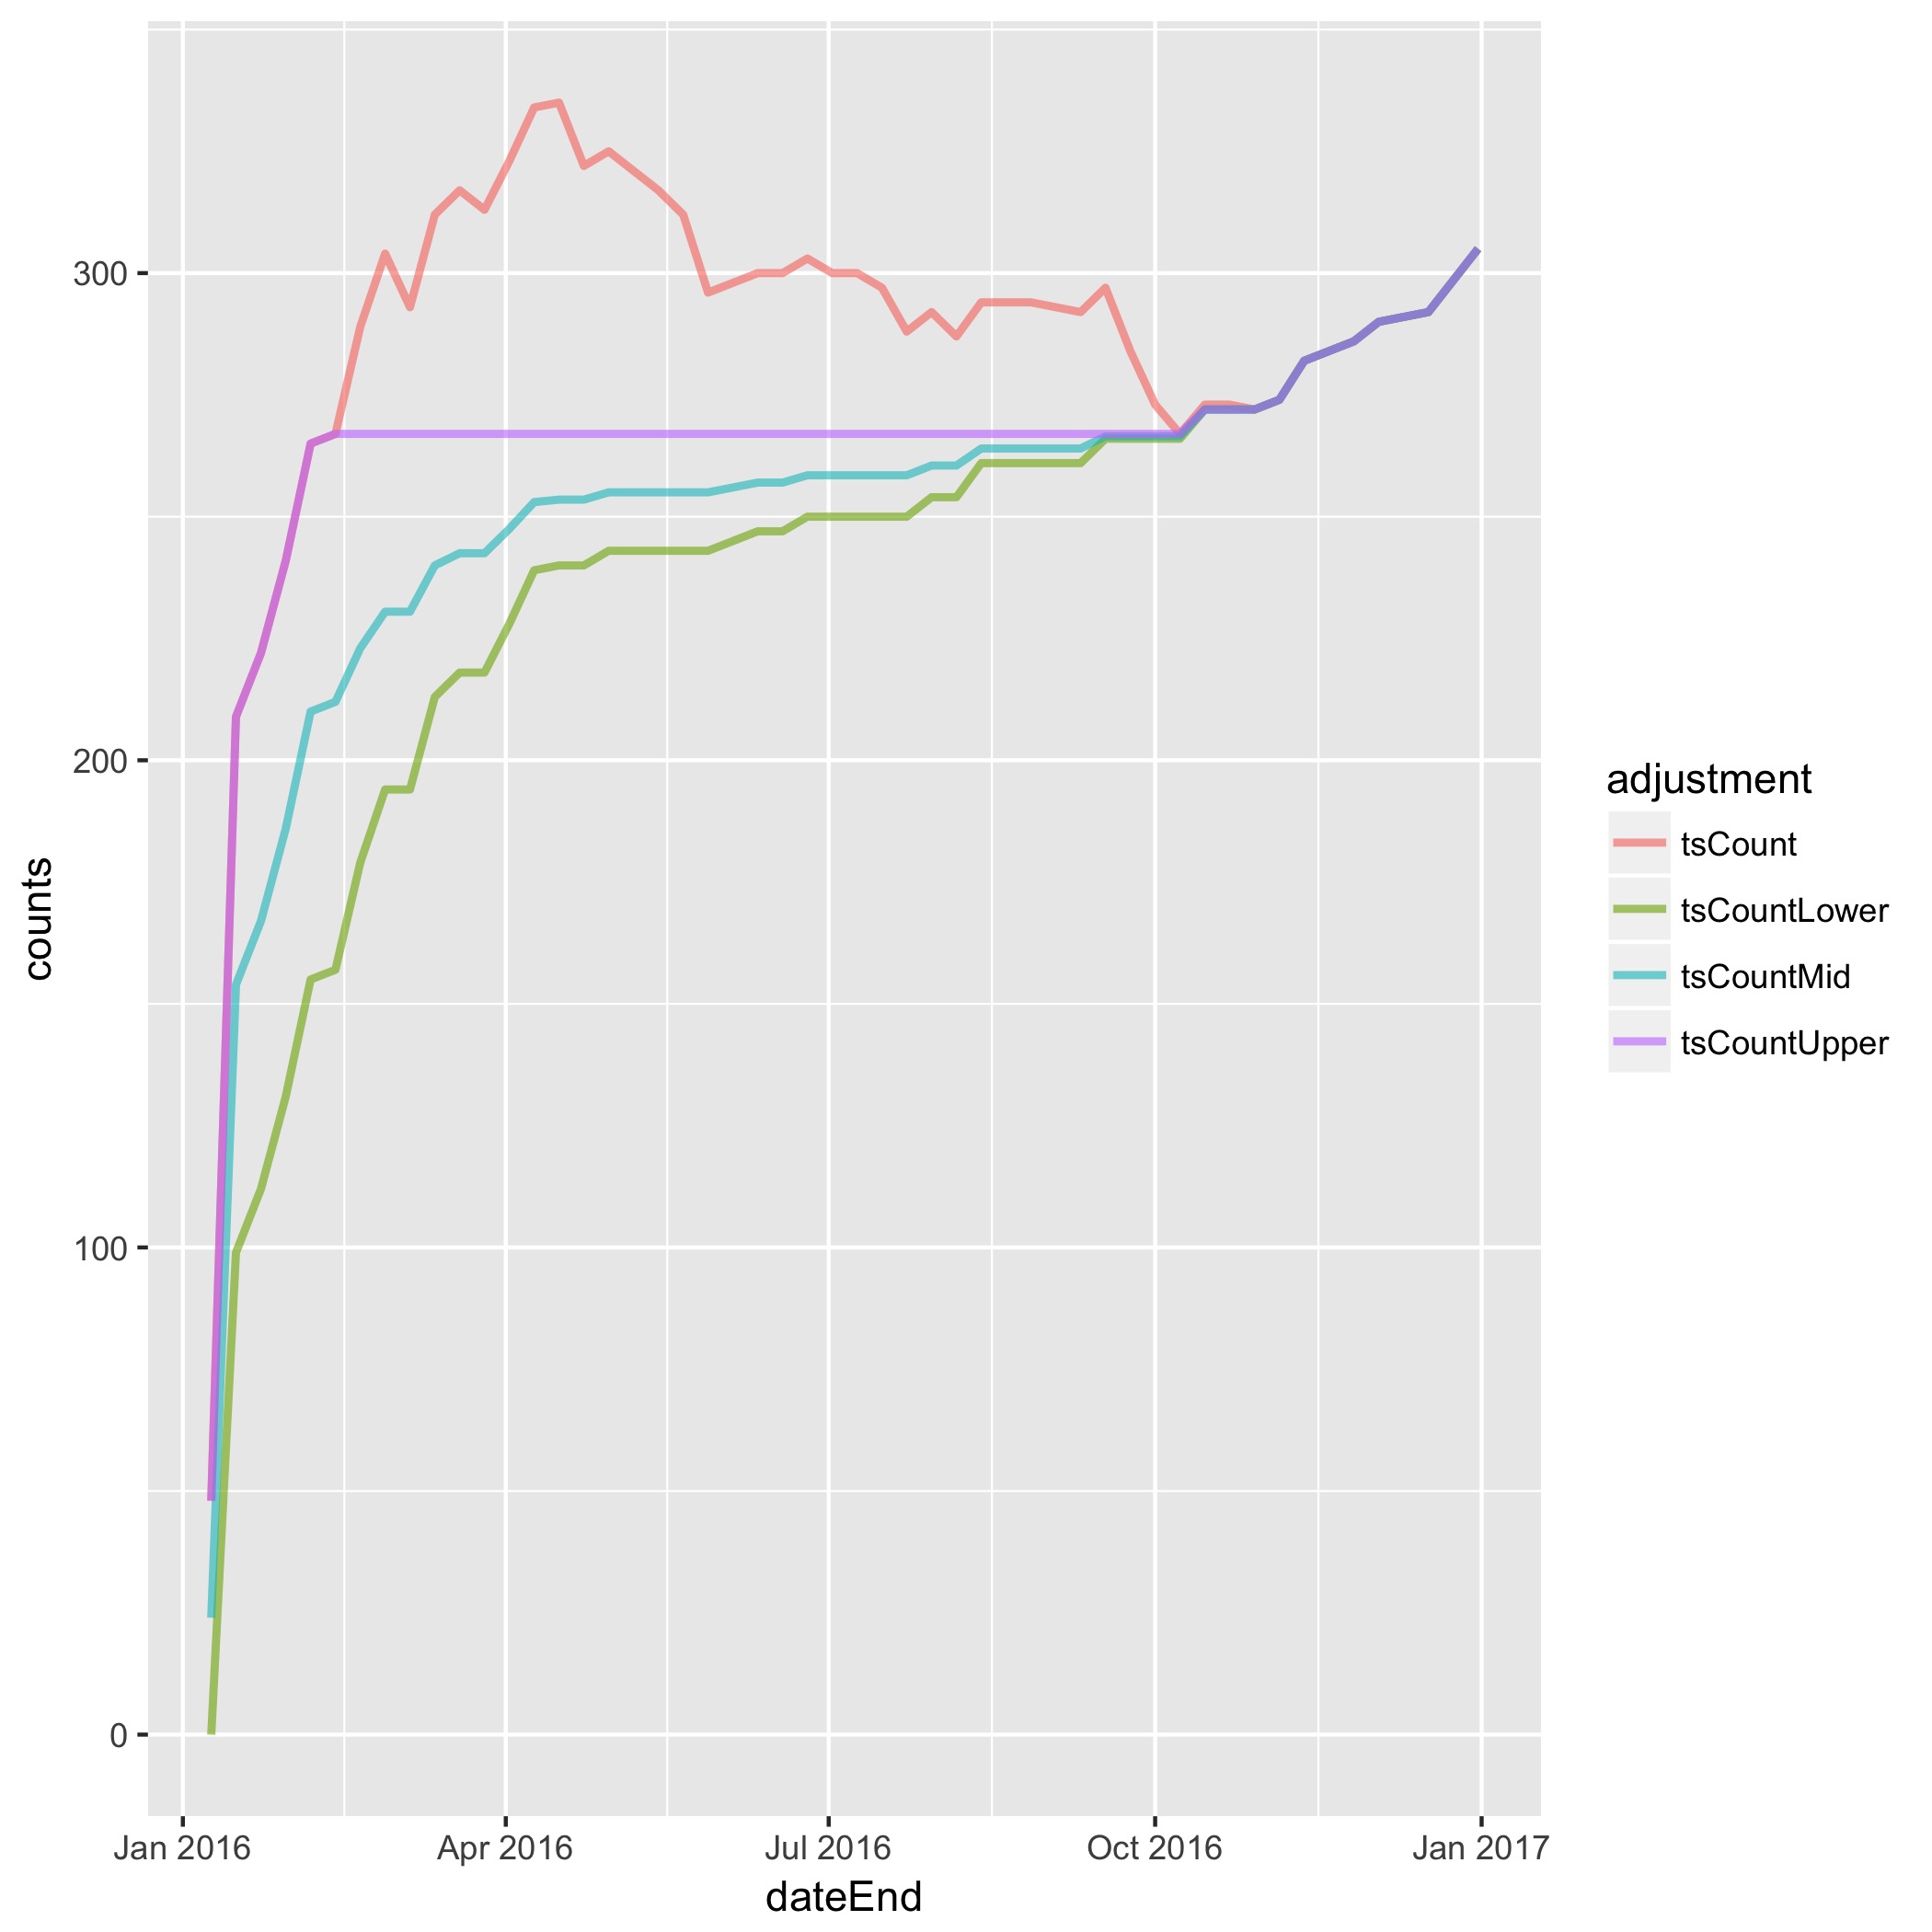 counts
300
200
100
0
Jan 2016 Apr 2016 Jul 2016 Oct 2016 Jan 2017
dateEnd
adjustment
tsCount
tsCountLower
tsCountMid
tsCountUpper